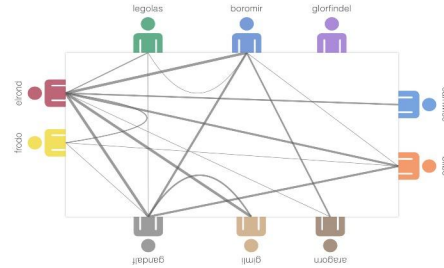 legolas
boromir
glorfindel
elrond
frodo
gandalf
gimli
aragorn